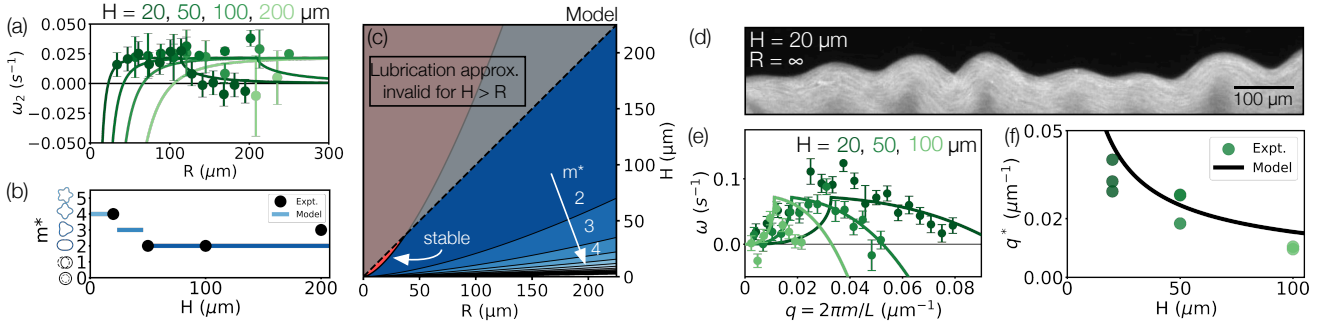 (a)
H = 20, 50, 100, 200 μm
0.050
0.025
0.000
−0.025
−0.050
ω₂ (s⁻¹)
0
100
200
300
R (μm)
(b)
5
4
3
2
1
0
m*
Expt.
Model
0
100
200
H (μm)
Model
(c)
Lubrication approx.
invalid for H > R
m*
2
3
4
stable
200
150
100
50
0
H (μm)
0
50
100
150
200
R (μm)
(d)
H = 20 μm
R = ∞
100 μm
(e)
H = 20, 50, 100 μm
0.1
0.0
ω (s⁻¹)
0.00
0.02
0.04
0.06
0.08
q = 2πm/L (μm⁻¹)
(f)
Expt.
Model
0.05
0.02
0.00
q* (μm⁻¹)
0
50
100
H (μm)